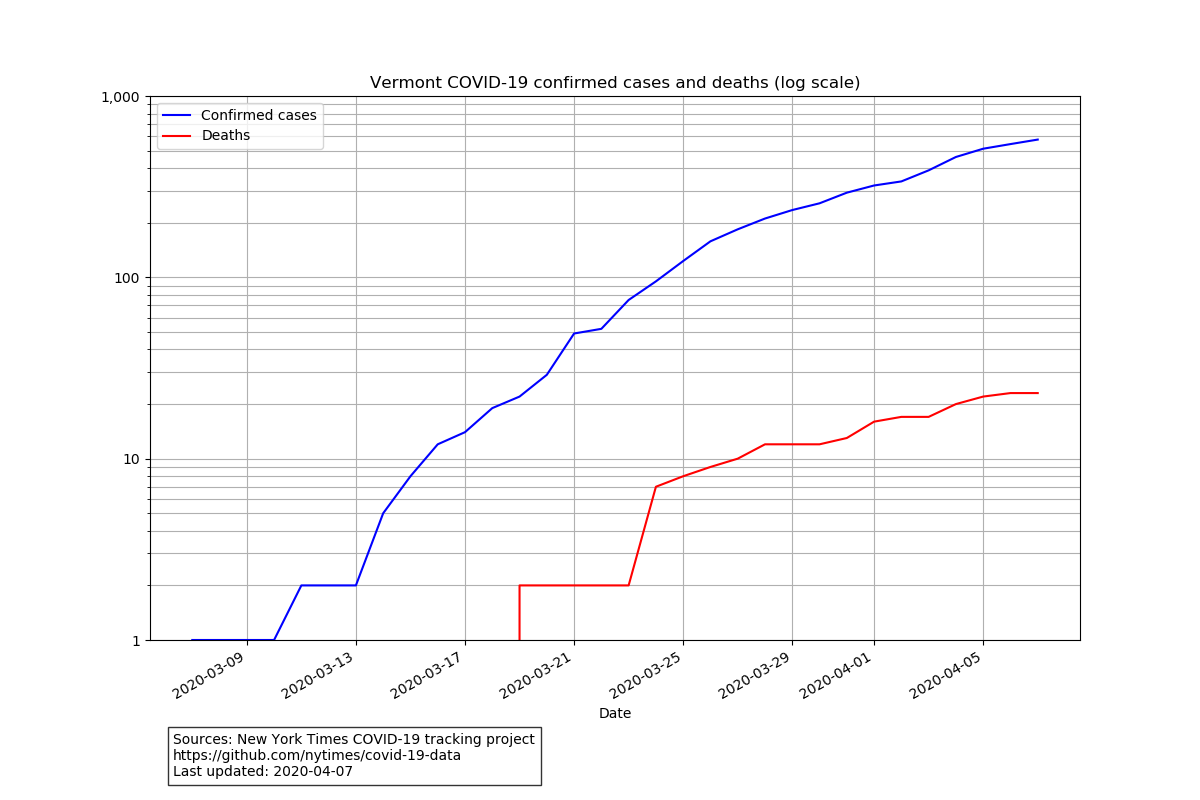 Vermont COVID-19 confirmed cases and deaths (log scale)
1,000
100
10
1
Confirmed cases
Deaths
2020-03-09
2020-03-13
2020-03-17
2020-03-21
2020-03-25
2020-03-29
2020-04-01
2020-04-05
Date
Sources: New York Times COVID-19 tracking project
https://github.com/nytimes/covid-19-data
Last updated: 2020-04-07